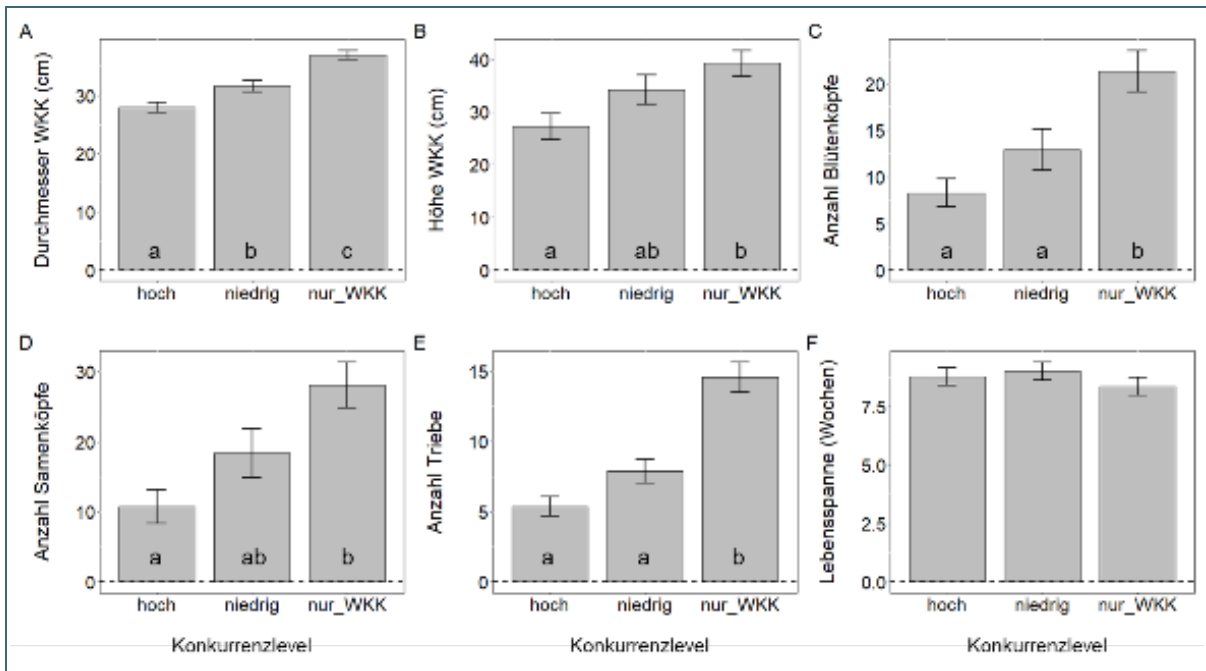 A
Durchmesser WKK (cm)
30
20
10
0
a
b
c
hoch
niedrig
nur_WKK
B
Höhe WKK (cm)
40
30
20
10
0
a
ab
b
hoch
niedrig
nur_WKK
C
Anzahl Blütenköpfe
20
15
10
5
0
a
a
b
hoch
niedrig
nur_WKK
D
Anzahl Samenköpfe
30
20
10
0
a
ab
b
hoch
niedrig
nur_WKK
Konkurrenzlevel
E
Anzahl Triebe
15
10
5
0
a
a
b
hoch
niedrig
nur_WKK
Konkurrenzlevel
F
Lebensspanne (Wochen)
7.5
5.0
2.5
0.0
hoch
niedrig
nur_WKK
Konkurrenzlevel